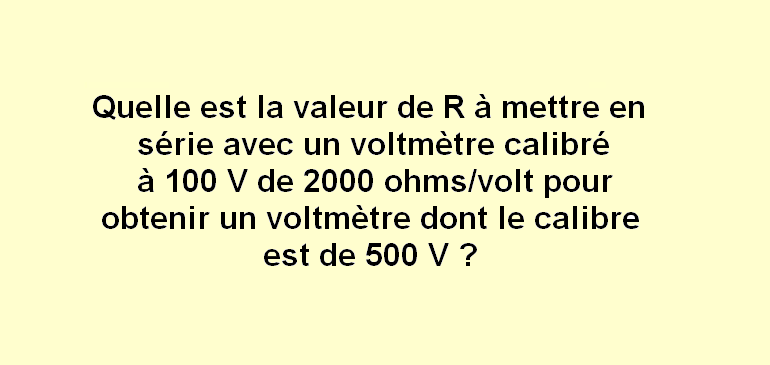 Quelle est la valeur de R à mettre en
série avec un voltmètre calibré
à 100 V de 2000 ohms/volt pour
obtenir un voltmètre dont le calibre
est de 500 V ?